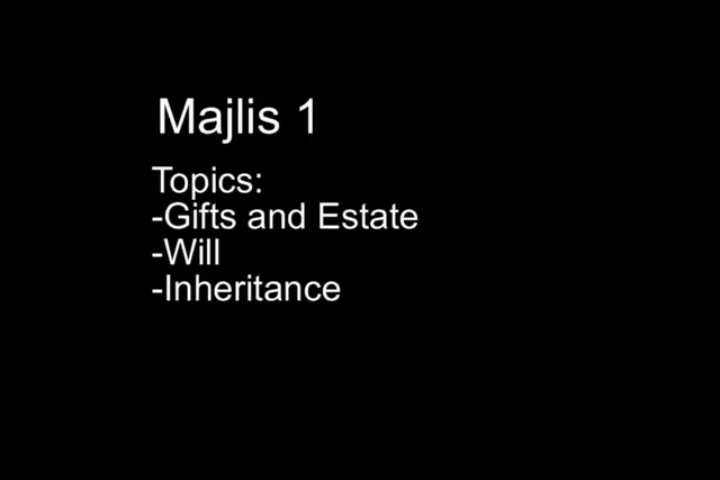 Majlis 1
Topics:
-Gifts and Estate
-Will
-Inheritance